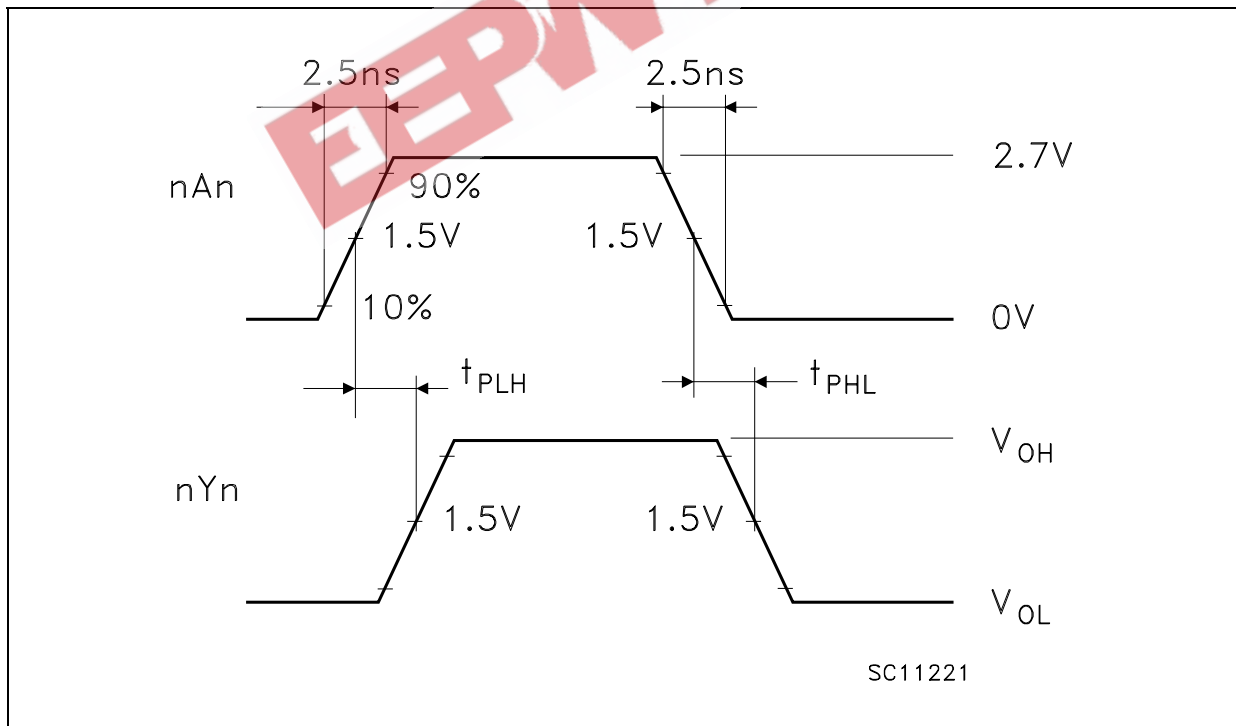 EEPW
2.5ns 2.5ns
nAn
90%
2.7V
1.5V 1.5V
10%
0V
tPLH tPHL
nYn
VOH
1.5V 1.5V
VOL
SC11221